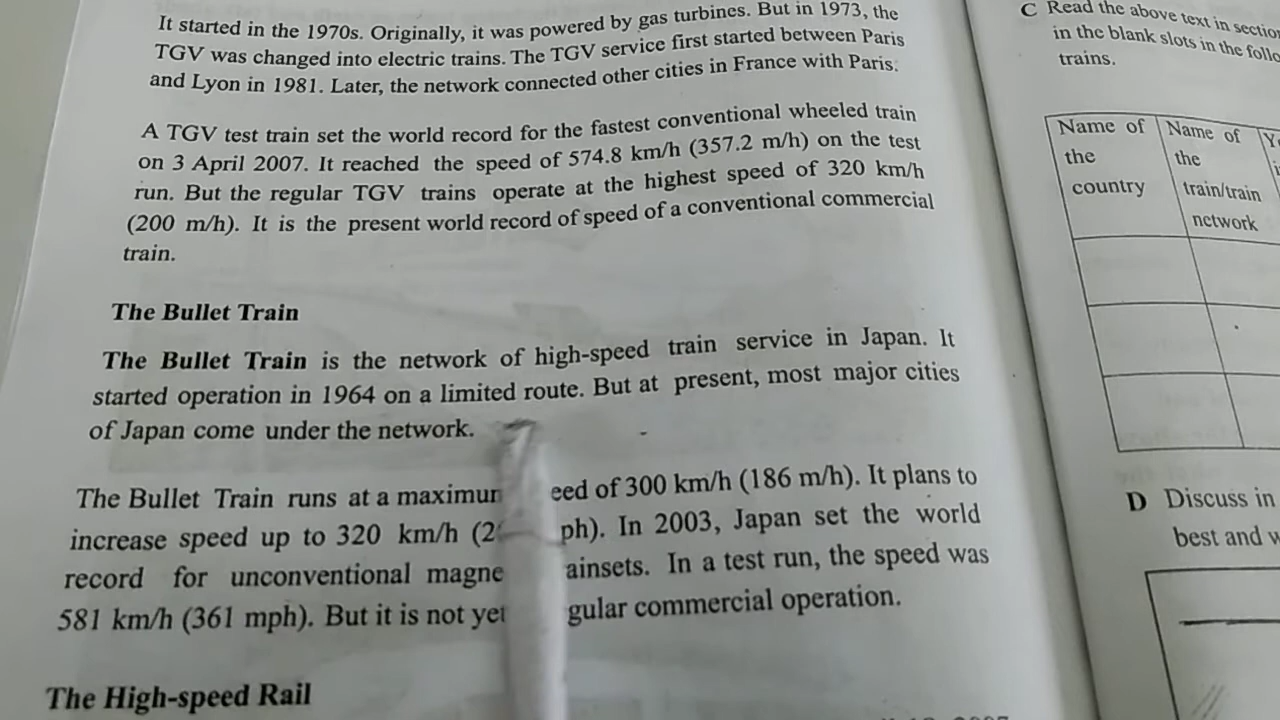 It started in the 1970s. Originally, it was powered by gas turbines. But in 1973, the
TGV was changed into electric trains. The TGV service first started between Paris
and Lyon in 1981. Later, the network connected other cities in France with Paris.
A TGV test train set the world record for the fastest conventional wheeled train
on 3 April 2007. It reached the speed of 574.8 km/h (357.2 m/h) on the test
run. But the regular TGV trains operate at the highest speed of 320 km/h
(200 m/h). It is the present world record of speed of a conventional commercial
train.
The Bullet Train
The Bullet Train is the network of high-speed train service in Japan. It
started operation in 1964 on a limited route. But at present, most major cities
of Japan come under the network.
The Bullet Train runs at a of 300 km/h (186 m/h). It plans to
increase speed up to 320 km/h In 2003, Japan set the world
record for unconventional In a test run, the speed was
581 km/h (361 mph). But it is not commercial operation.
The High-speed Rail
C Read the above text in
in the blank slots in the
trains.
Name of the country
Name of the train/train network
D Discuss in
best and